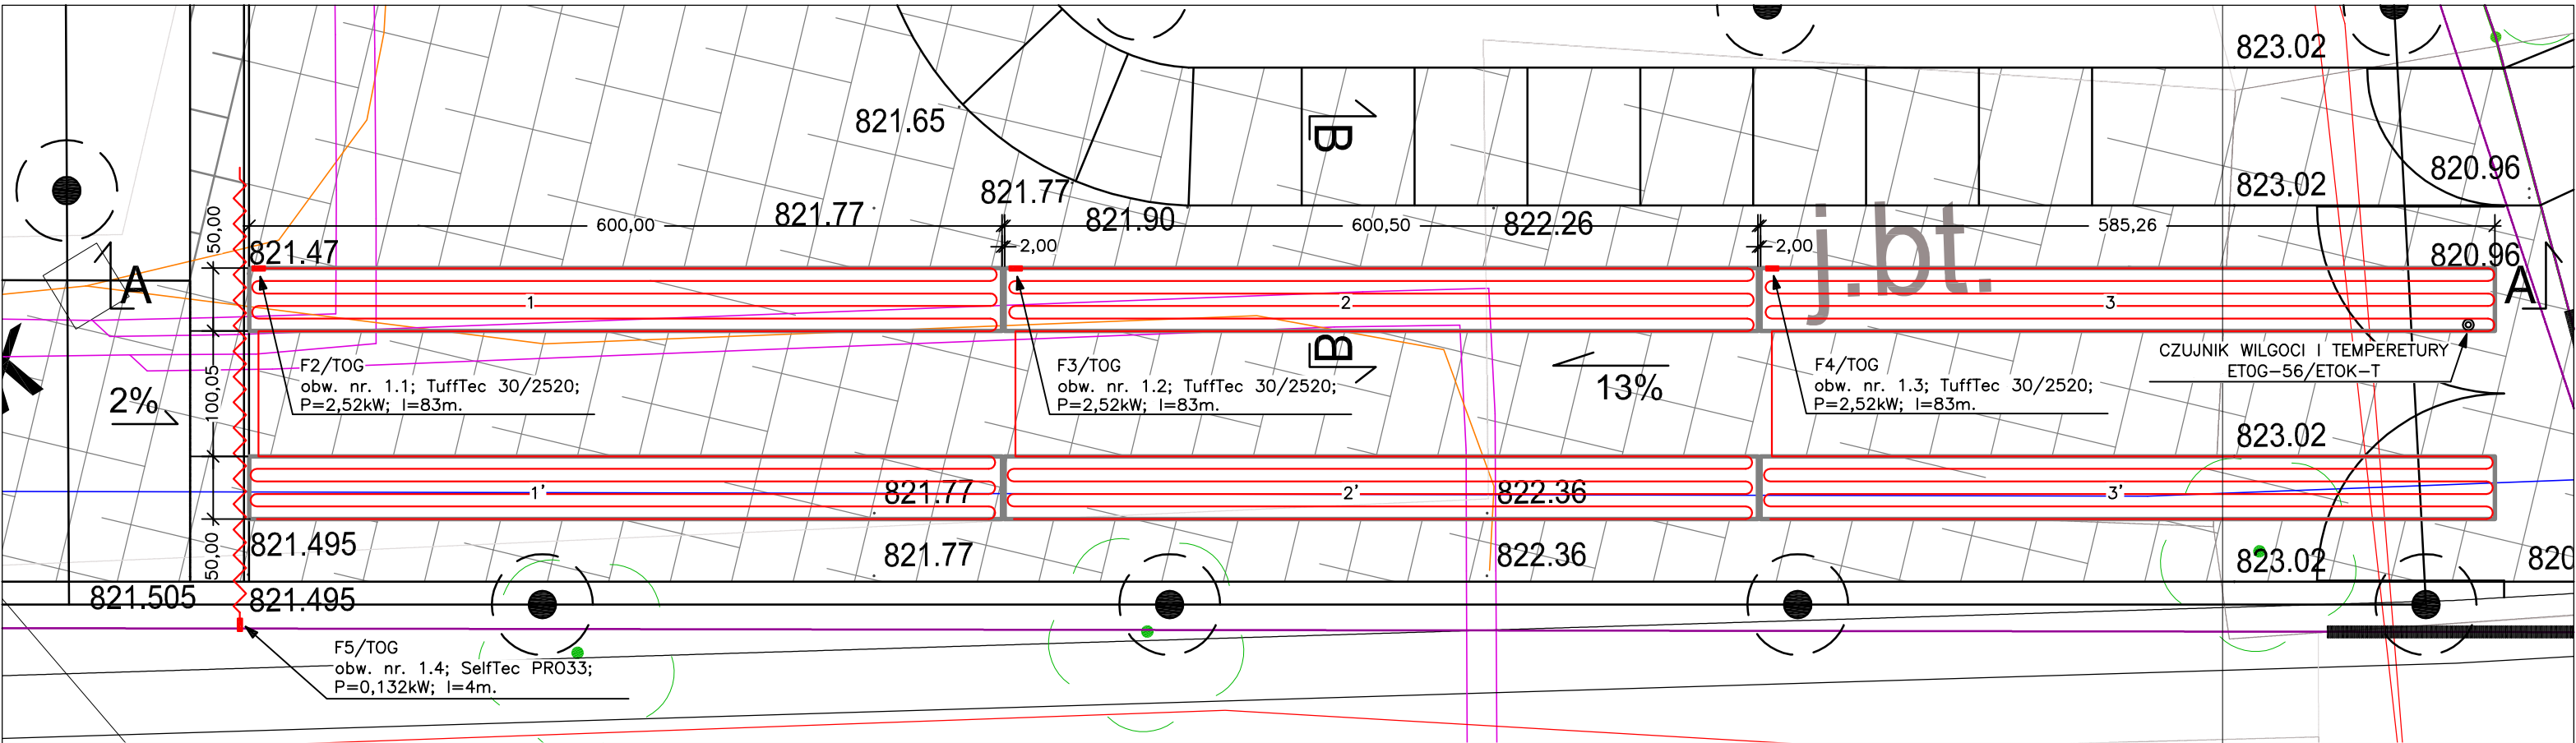 823.02
821.65
B
820.96
823.02
821.77
821.77
821.90
822.26
50,00
600,00
600,50
585,26
2,00
2,00
j.bt.
821.47
820.96
A
A
1
2
3
K
B
F2/TOG
obw. nr. 1.1; TuffTec 30/2520;
P=2,52kW; l=83m.
F3/TOG
obw. nr. 1.2; TuffTec 30/2520;
P=2,52kW; l=83m.
13%
F4/TOG
obw. nr. 1.3; TuffTec 30/2520;
P=2,52kW; l=83m.
CZUJNIK WILGOCI I TEMPERETURY
ETOG-56/ETOK-T
2%
100,05
823.02
1'
821.77
2'
822.36
3'
50,00
821.495
821.77
822.36
823.02
820
821.505
821.495
F5/TOG
obw. nr. 1.4; SelfTec PRO33;
P=0,132kW; l=4m.